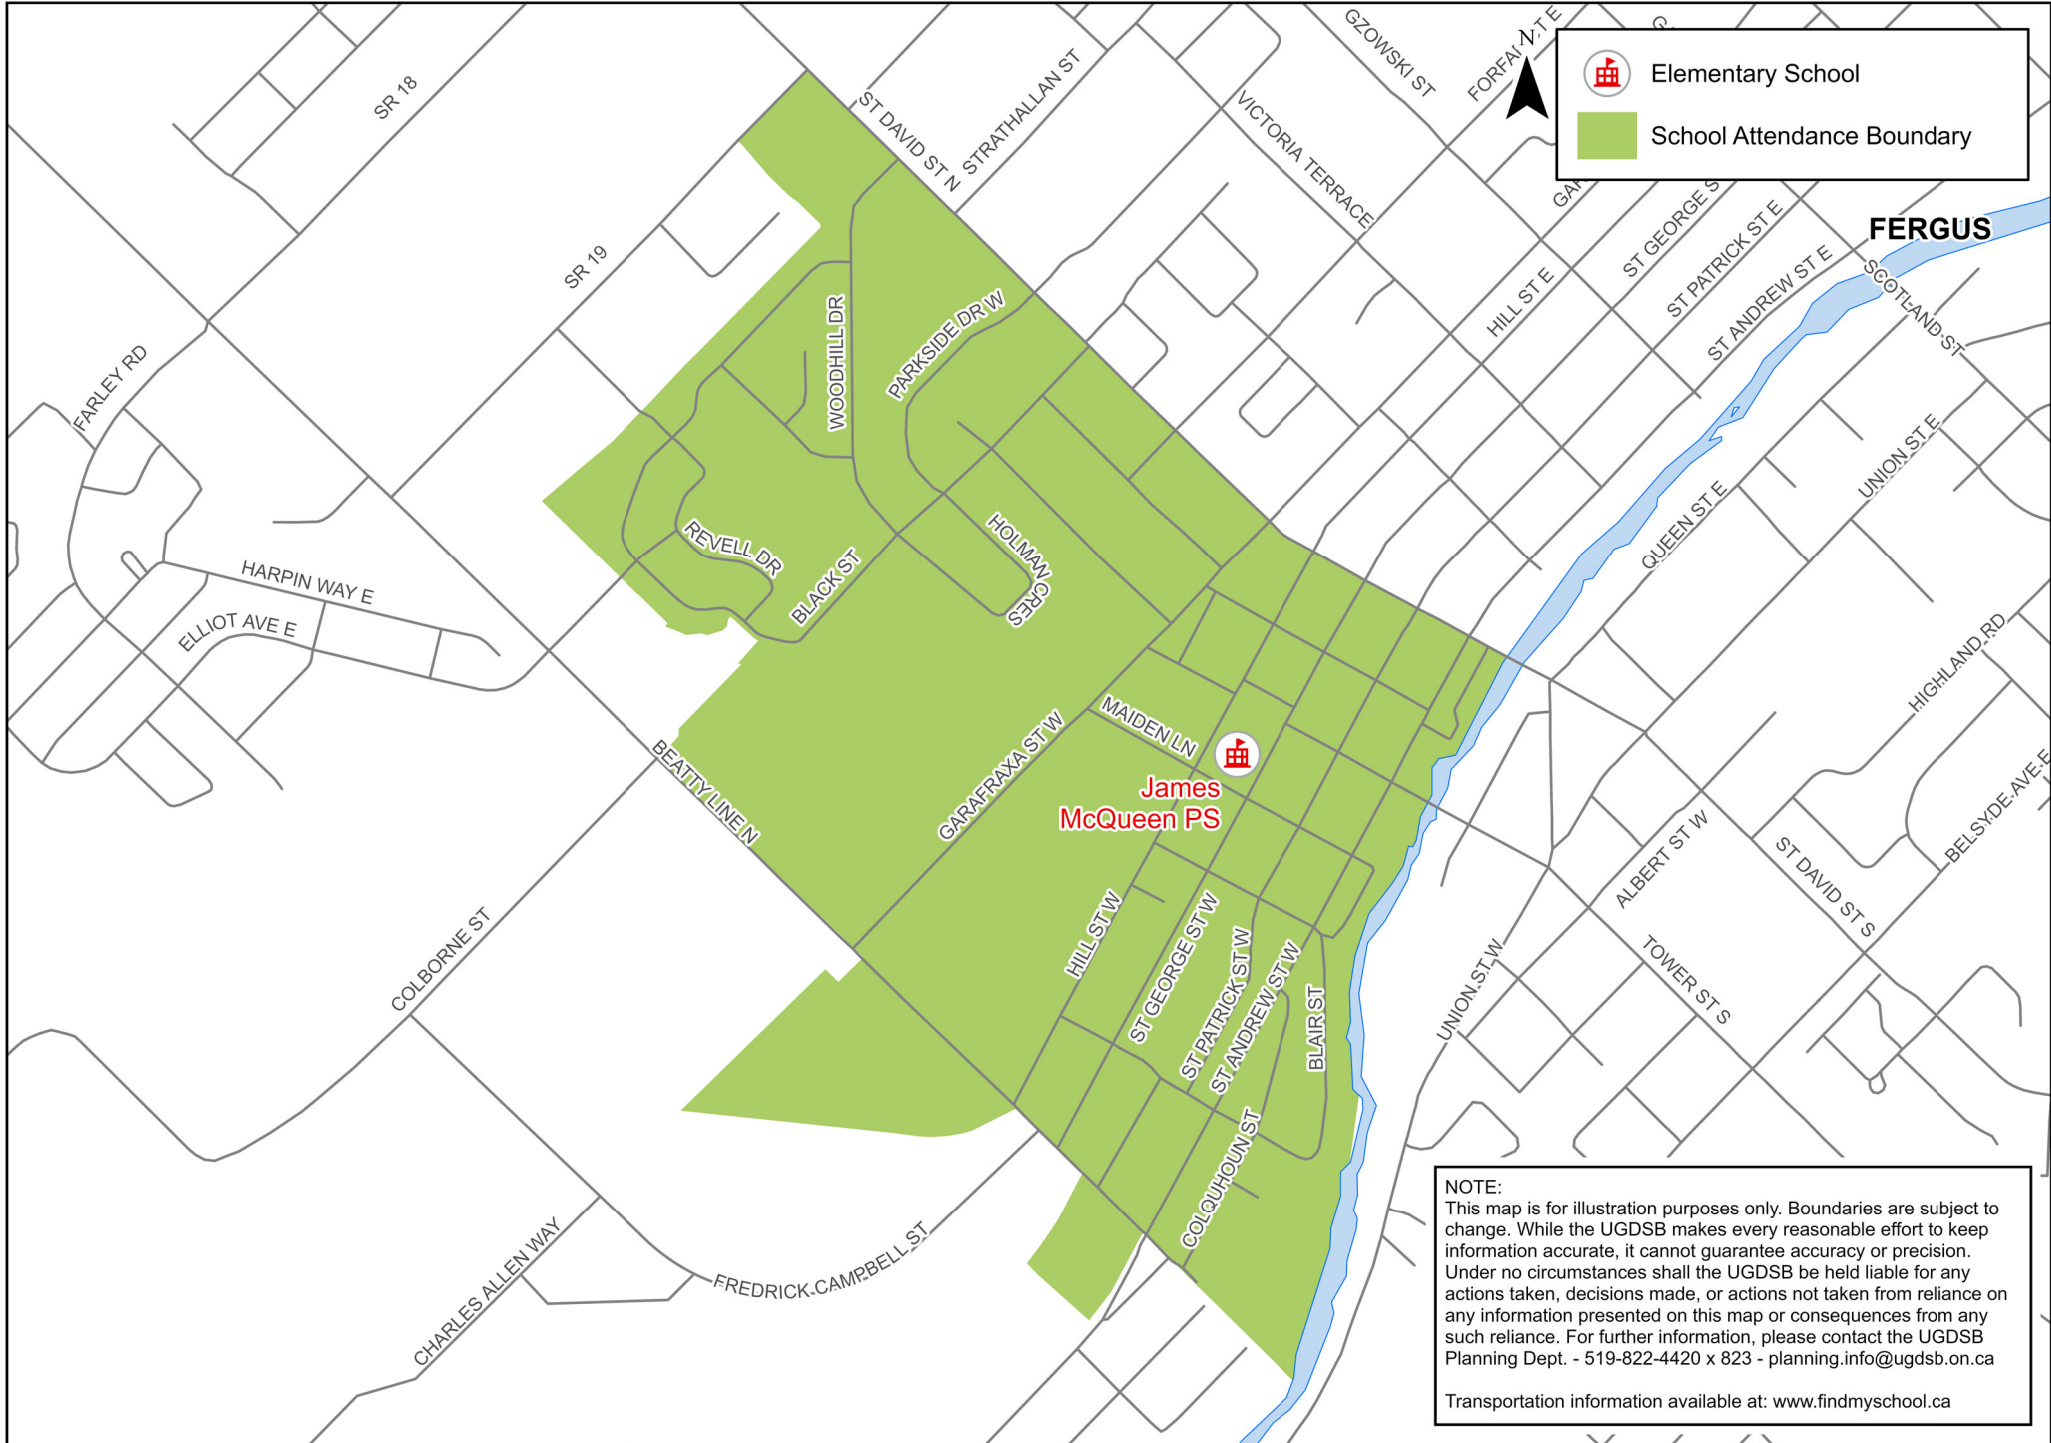 SR 18
ST DAVID ST N
STRATHALLAN ST
GZOWSKI ST
N
Elementary School
School Attendance Boundary
VICTORIA TERRACE
ST GEORGE S
ST PATRICK ST E
FERGUS
SR 19
HILL ST E
ST ANDREW ST E
SCOTLAND ST
FARLEY RD
WOODHILL DR
PARKSIDE DR W
UNION ST E
QUEEN ST E
HARPIN WAY E
ELLIOT AVE E
REVELL DR
BLACK ST
HOLMAN CRES
HIGHLAND RD
MAIDEN LN
GARAFRAXA ST W
BEATTY LINE N
James
McQueen PS
BELSYDE AVE E
ALBERT ST W
ST DAVID ST S
COLBORNE ST
HILL ST W
ST GEORGE ST W
ST PATRICK ST W
ST ANDREW ST W
BLAIR ST
UNION ST W
TOWER ST S
COLQUHOUN ST
FREDRICK CAMPBELL ST
CHARLES ALLEN WAY
NOTE:
This map is for illustration purposes only. Boundaries are subject to
change. While the UGDSB makes every reasonable effort to keep
information accurate, it cannot guarantee accuracy or precision.
Under no circumstances shall the UGDSB be held liable for any
actions taken, decisions made, or actions not taken from reliance on
any information presented on this map or consequences from any
such reliance. For further information, please contact the UGDSB
Planning Dept. - 519-822-4420 x 823 - planning.info@ugdsb.on.ca
Transportation information available at: www.findmyschool.ca